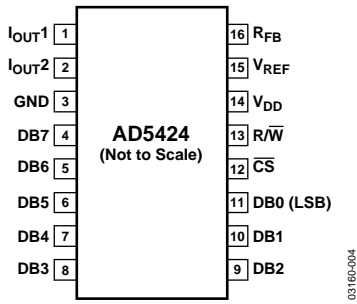 IOUT1 1
IOUT2 2
GND 3
DB7 4
DB6 5
DB5 6
DB4 7
DB3 8
AD5424
(Not to Scale)
16 RFB
15 VREF
14 VDD
13 R/W̅
12 C̅S̅
11 DB0 (LSB)
10 DB1
9 DB2
03160-004